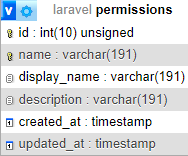 v laravel permissions
id : int(10) unsigned
name : varchar(191)
display_name : varchar(191)
description : varchar(191)
created_at : timestamp
updated_at : timestamp